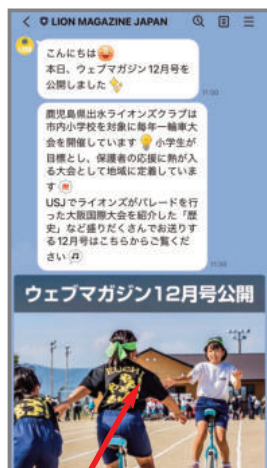 LION MAGAZINE JAPAN
こんにちは
本日、ウェブマガジン12月号を
公開しました
11:50
鹿児島県出水ライオンズクラブは
市内小学校を対象に毎年一輪車大
会を開催しています 小学生が
目標とし、保護者の応援に熱が入
る大会として地域に定着していま
す
USJでライオンズがパレードを行
った大阪国際大会を紹介した「歴
史」など盛りだくさんでお送りす
る12月号はこちらからご覧くだ
さい
11:50
ウェブマガジン12月号公開